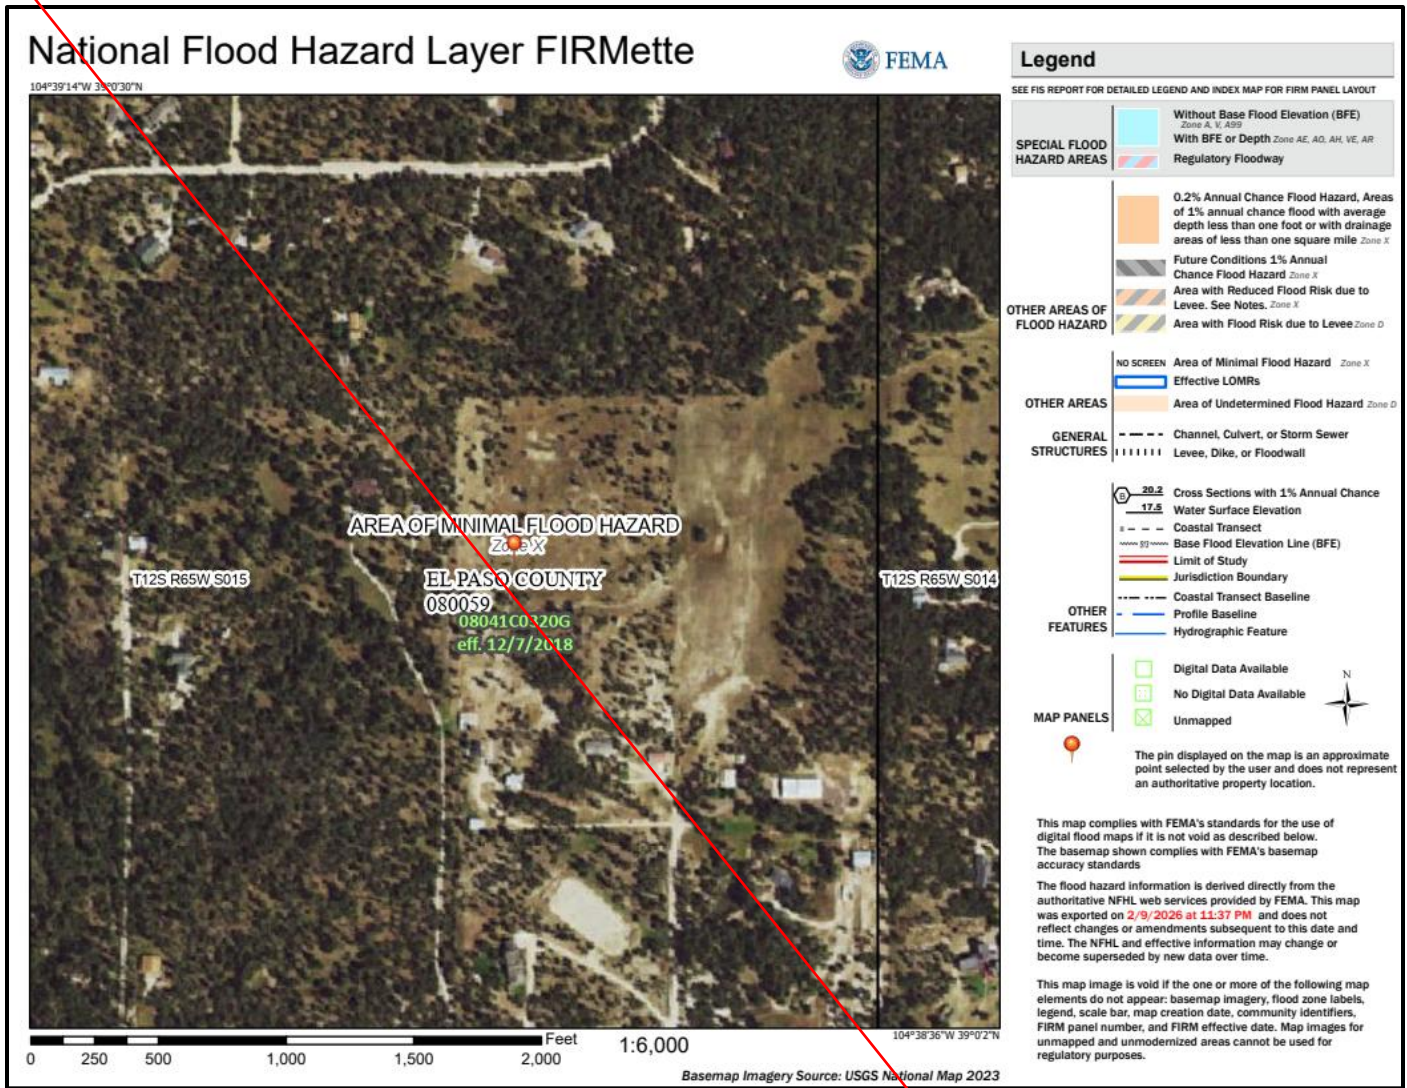 National Flood Hazard Layer FIRMette
FEMA
104°39'14"W 39°0'30"N
AREA OF MINIMAL FLOOD HAZARD
Zone X
T12S R65W S015
EL PASO COUNTY
080059
T12S R65W S014
08041C0320G
eff. 12/7/2018
0 250 500 1,000 1,500 2,000
Feet
1:6,000
104°38'36"W 39°0'2"N
Basemap Imagery Source: USGS National Map 2023
Legend
SEE FIS REPORT FOR DETAILED LEGEND AND INDEX MAP FOR FIRM PANEL LAYOUT
SPECIAL FLOOD
HAZARD AREAS
Without Base Flood Elevation (BFE)
Zone A, V, A99
With BFE or Depth Zone AE, AO, AH, VE, AR
Regulatory Floodway
0.2% Annual Chance Flood Hazard, Areas
of 1% annual chance flood with average
depth less than one foot or with drainage
areas of less than one square mile Zone X
Future Conditions 1% Annual
Chance Flood Hazard Zone X
Area with Reduced Flood Risk due to
Levee. See Notes. Zone X
Area with Flood Risk due to Levee Zone D
OTHER AREAS OF
FLOOD HAZARD
NO SCREEN Area of Minimal Flood Hazard Zone X
Effective LOMRs
OTHER AREAS
Area of Undetermined Flood Hazard Zone D
GENERAL
STRUCTURES
Channel, Culvert, or Storm Sewer
Levee, Dike, or Floodwall
B 20.2 Cross Sections with 1% Annual Chance
17.5 Water Surface Elevation
8 Coastal Transect
513 Base Flood Elevation Line (BFE)
Limit of Study
Jurisdiction Boundary
Coastal Transect Baseline
OTHER
FEATURES
Profile Baseline
Hydrographic Feature
Digital Data Available
No Digital Data Available
Unmapped
MAP PANELS
N
The pin displayed on the map is an approximate
point selected by the user and does not represent
an authoritative property location.
This map complies with FEMA's standards for the use of
digital flood maps if it is not void as described below.
The basemap shown complies with FEMA's basemap
accuracy standards
The flood hazard information is derived directly from the
authoritative NFHL web services provided by FEMA. This map
was exported on 2/9/2026 at 11:37 PM and does not
reflect changes or amendments subsequent to this date and
time. The NFHL and effective information may change or
become superseded by new data over time.
This map image is void if the one or more of the following map
elements do not appear: basemap imagery, flood zone labels,
legend, scale bar, map creation date, community identifiers,
FIRM panel number, and FIRM effective date. Map images for
unmapped and unmodernized areas cannot be used for
regulatory purposes.